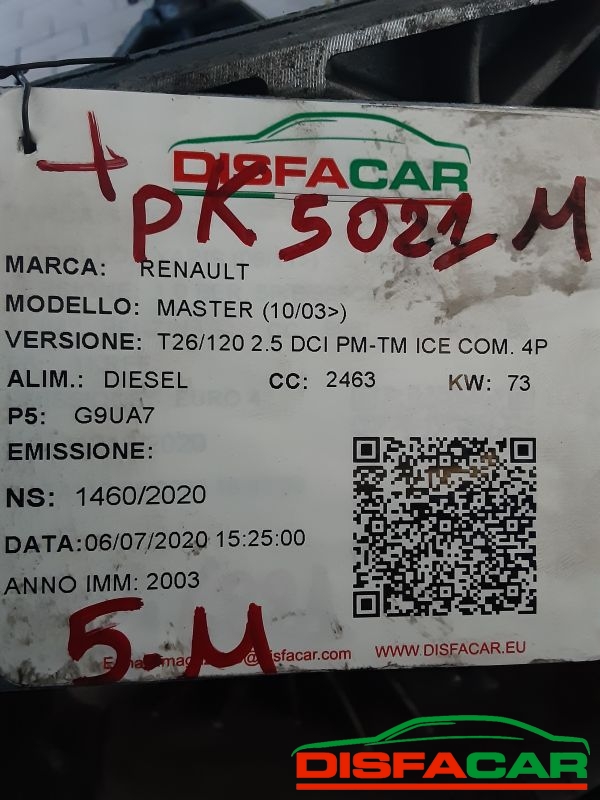 DISFACAR
+ PK 5021 M
MARCA: RENAULT
MODELLO: MASTER (10/03>)
VERSIONE: T26/120 2.5 DCI PM-TM ICE COM. 4P
ALIM.: DIESEL CC: 2463 KW: 73
P5: G9UA7
EMISSIONE:
NS: 1460/2020
DATA:06/07/2020 15:25:00
ANNO IMM: 2003
5.M
@disfacar.com WWW.DISFACAR.EU
DISFACAR